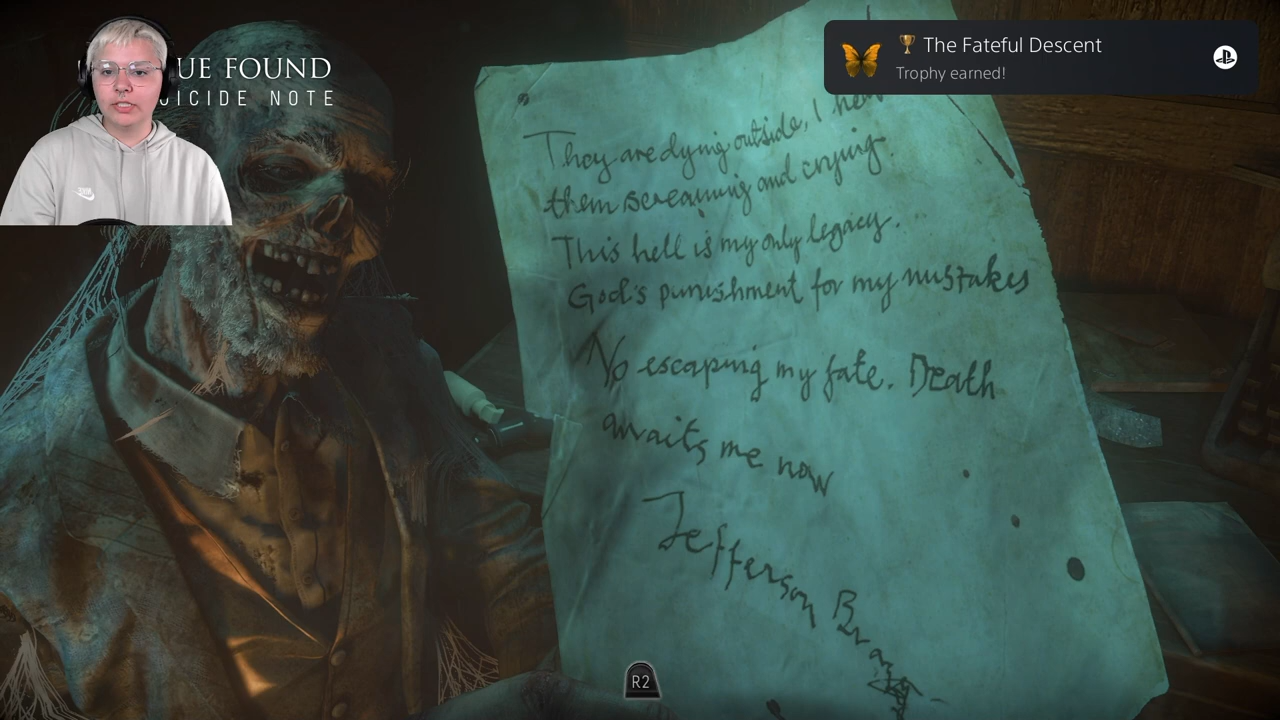 UE FOUND
UICIDE NOTE
The Fateful Descent
Trophy earned!
They are dying outside, I hear
them screaming and crying.
This hell is my only legacy.
God's punishment for my mistakes
No escaping my fate. Death
awaits me now
Jefferson Bragg
R2